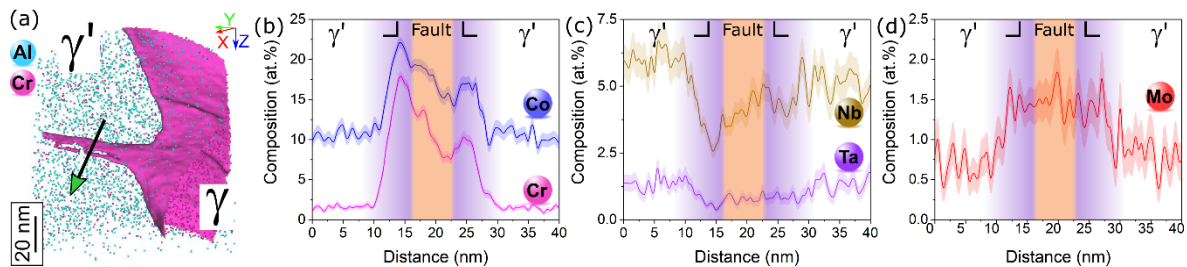 (a)
Al
Cr
γ'
γ
Y
X
Z
20 nm
(b)
γ'
Fault
γ'
Composition (at.%)
25
20
15
10
5
0
Co
Cr
0 5 10 15 20 25 30 35 40
Distance (nm)
(c)
γ'
Fault
γ'
Composition (at.%)
7.5
5.0
2.5
0.0
Nb
Ta
0 5 10 15 20 25 30 35 40
Distance (nm)
(d)
γ'
Fault
γ'
Composition (at.%)
2.5
2.0
1.5
1.0
0.5
0.0
Mo
0 5 10 15 20 25 30 35 40
Distance (nm)